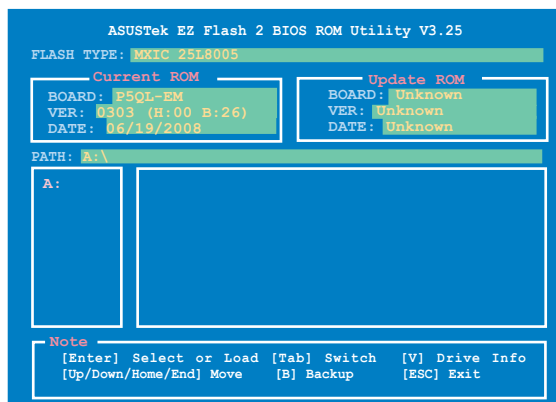 ASUSTek EZ Flash 2 BIOS ROM Utility V3.25
FLASH TYPE: MXIC 25L8005
Current ROM
BOARD: P5QL-EM
VER: 0303 (H:00 B:26)
DATE: 06/19/2008
Update ROM
BOARD: Unknown
VER: Unknown
DATE: Unknown
PATH: A:\
A:
Note
[Enter] Select or Load [Tab] Switch [V] Drive Info
[Up/Down/Home/End] Move [B] Backup [ESC] Exit